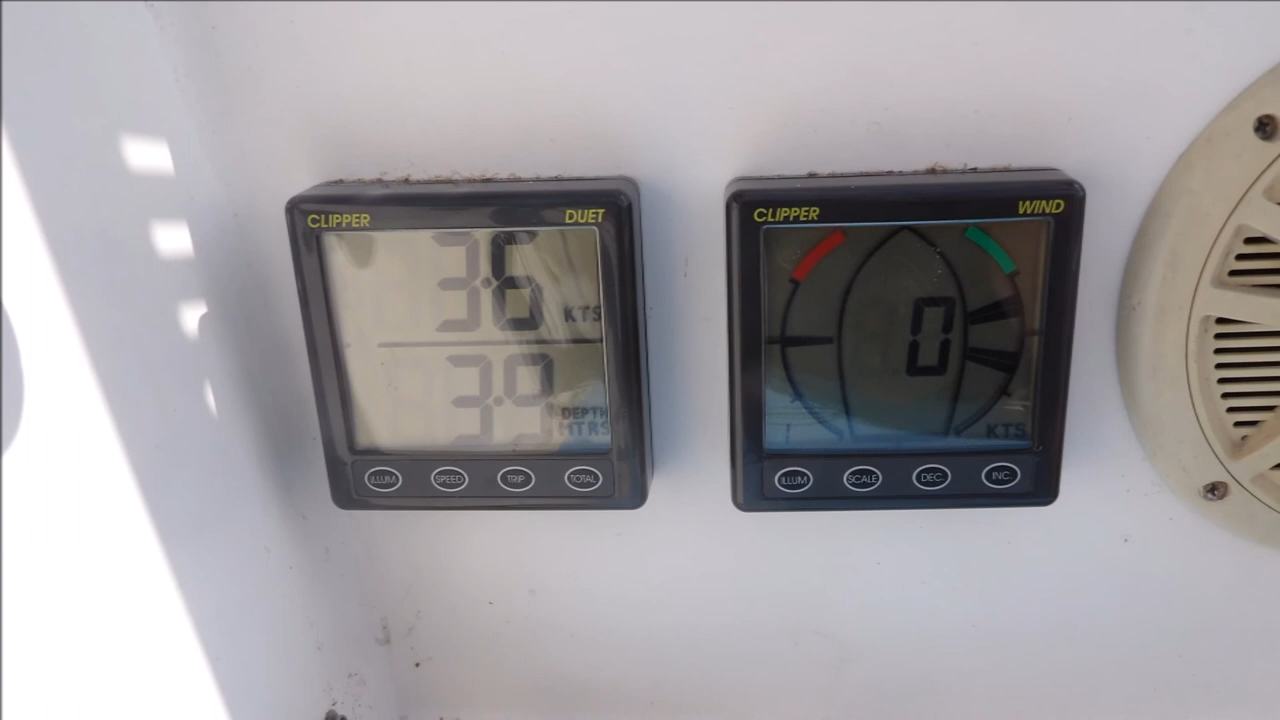 CLIPPER DUET
3.6 KTS
3.9 DEPTH MTRS
ILLUM SPEED TRIP TOTAL
CLIPPER WIND
0
KTS
ILLUM SCALE DEC. INC.